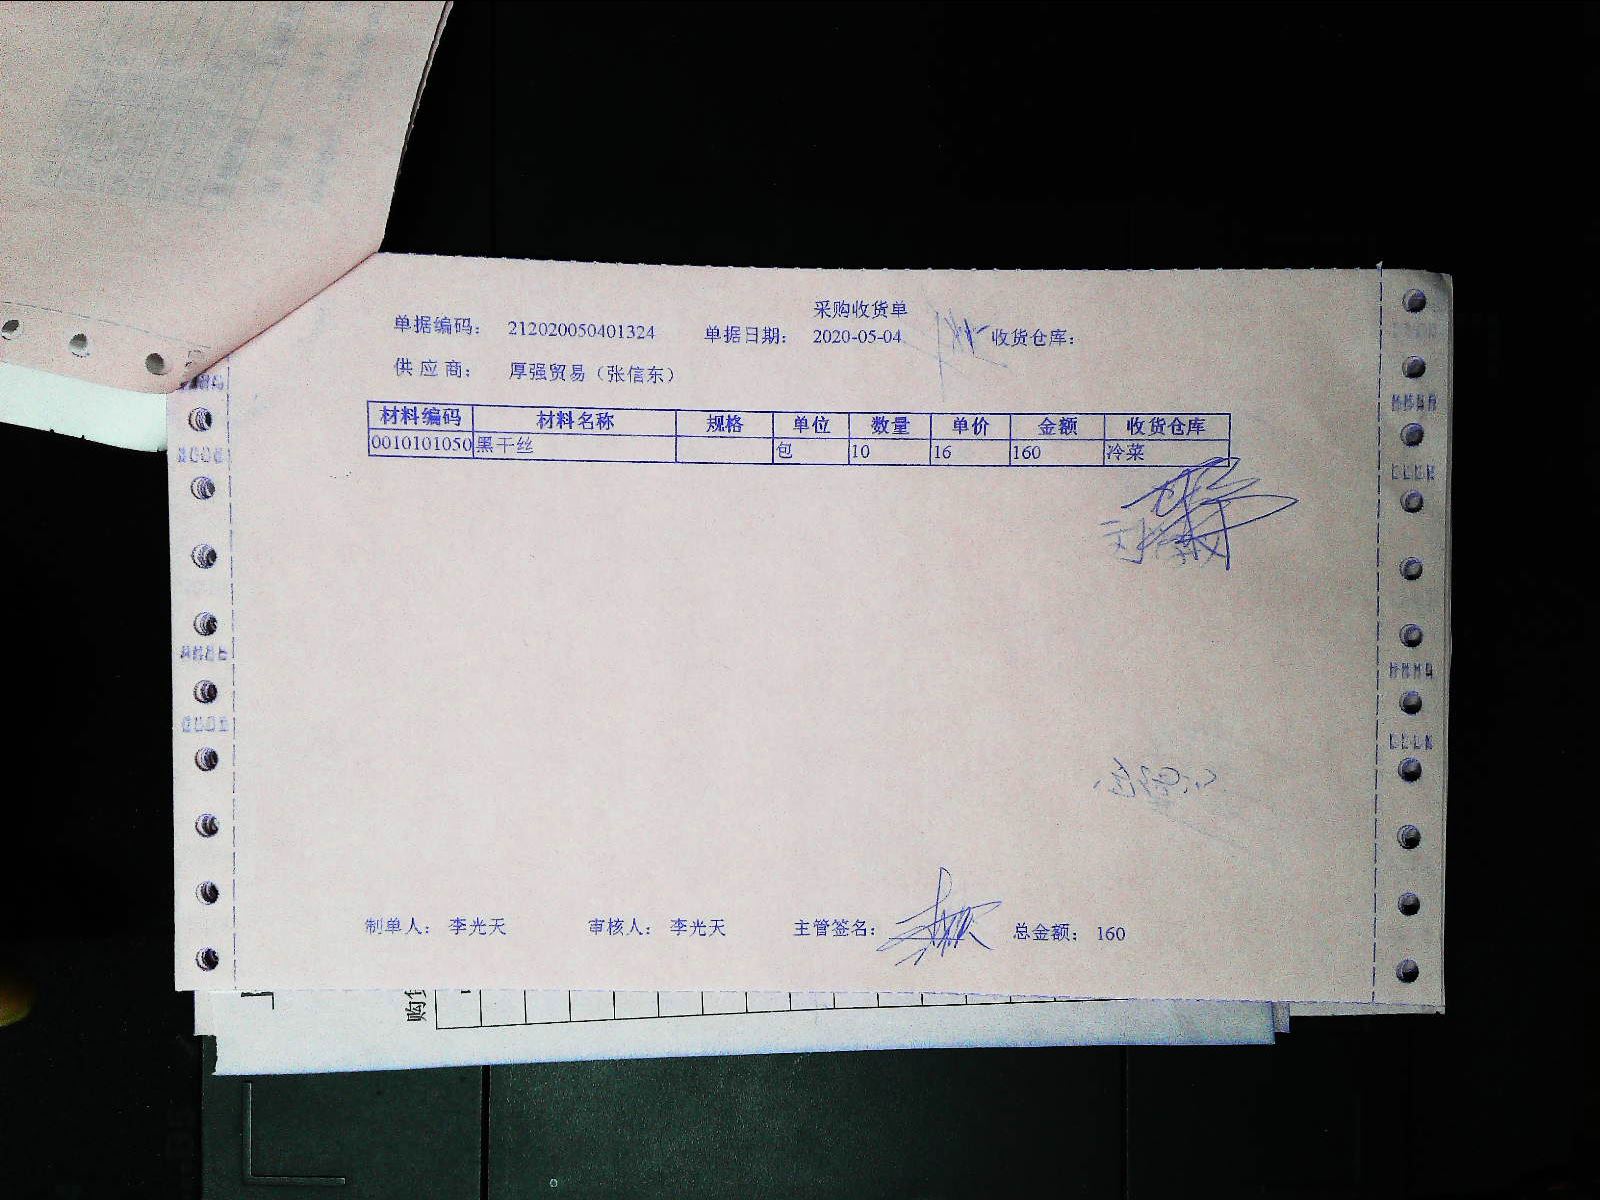 采购收货单
单据编码： 212020050401324 单据日期： 2020-05-04 收货仓库：
供 应 商： 厚强贸易（张信东）
材料编码 材料名称 规格 单位 数量 单价 金额 收货仓库
0010101050 黑干丝 包 10 16 160 冷菜
制单人： 李光天 审核人： 李光天 主管签名： 总金额： 160
购